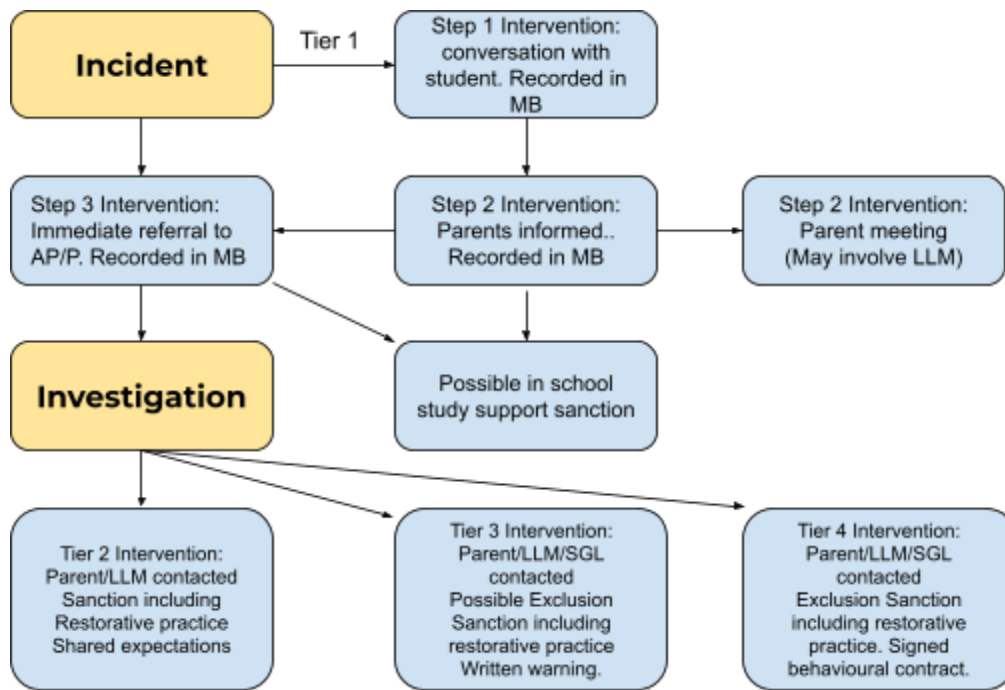 Incident
Tier 1
Step 1 Intervention:
conversation with
student. Recorded in
MB
Step 3 Intervention:
Immediate referral to
AP/P. Recorded in MB
Step 2 Intervention:
Parents informed..
Recorded in MB
Step 2 Intervention:
Parent meeting
(May involve LLM)
Investigation
Possible in school
study support sanction
Tier 2 Intervention:
Parent/LLM contacted
Sanction including
Restorative practice
Shared expectations
Tier 3 Intervention:
Parent/LLM/SGL
contacted
Possible Exclusion
Sanction including
restorative practice
Written warning.
Tier 4 Intervention:
Parent/LLM/SGL
contacted
Exclusion Sanction
including restorative
practice. Signed
behavioural contract.